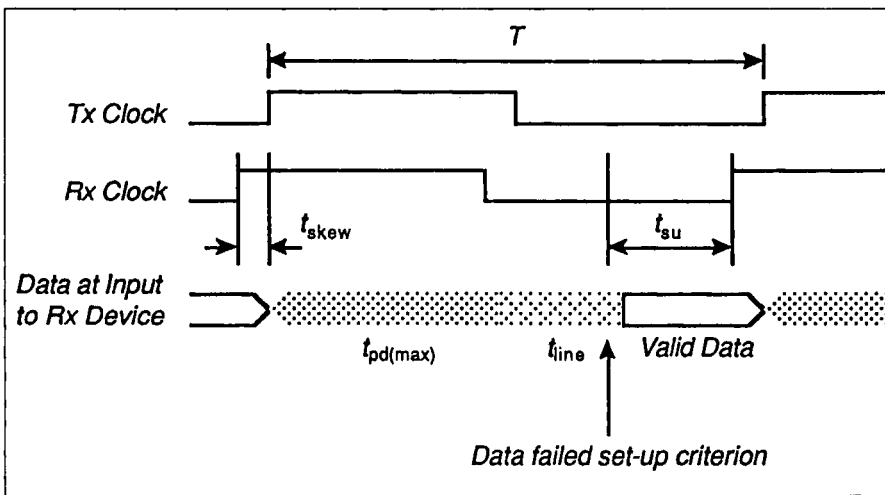 T
Tx Clock
Rx Clock
tskew
tsu
Data at Input
to Rx Device
tpd(max)
tline
Valid Data
Data failed set-up criterion